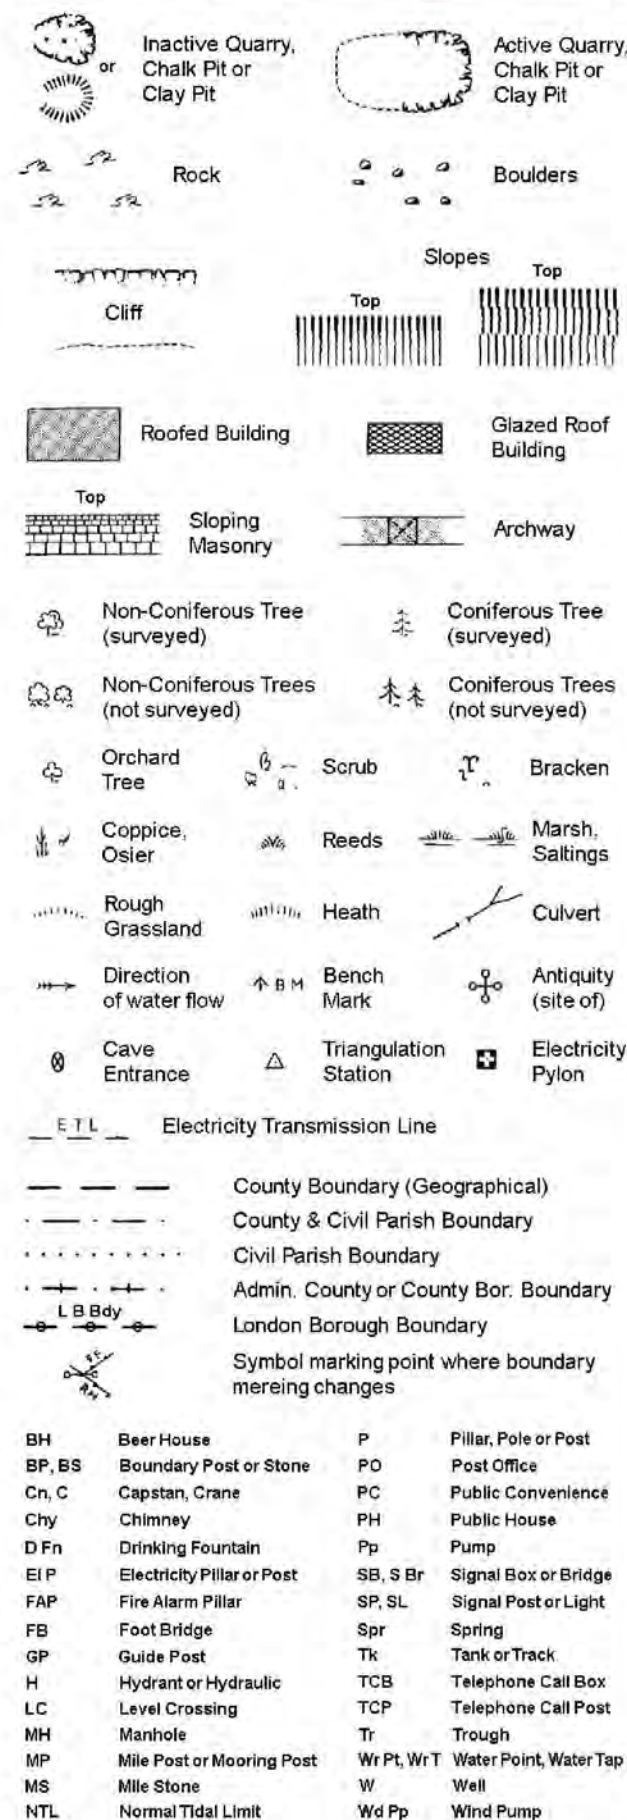 or
Inactive Quarry,
Chalk Pit or
Clay Pit
Active Quarry,
Chalk Pit or
Clay Pit
Rock
Boulders
Cliff
Slopes
Top
Top
Roofed Building
Glazed Roof
Building
Top
Sloping
Masonry
Archway
Non-Coniferous Tree
(surveyed)
Coniferous Tree
(surveyed)
Non-Coniferous Trees
(not surveyed)
Coniferous Trees
(not surveyed)
Orchard
Tree
Scrub
Bracken
Coppice,
Osier
Reeds
Marsh,
Saltings
Rough
Grassland
Heath
Culvert
Direction
of water flow
B M
Bench
Mark
Antiquity
(site of)
Cave
Entrance
Triangulation
Station
Electricity
Pylon
E T L
Electricity Transmission Line
County Boundary (Geographical)
County & Civil Parish Boundary
Civil Parish Boundary
Admin. County or County Bor. Boundary
L B Bdy
London Borough Boundary
Symbol marking point where boundary
mereing changes
BH Beer House P Pillar, Pole or Post
BP, BS Boundary Post or Stone PO Post Office
Cn, C Capstan, Crane PC Public Convenience
Chy Chimney PH Public House
D Fn Drinking Fountain Pp Pump
El P Electricity Pillar or Post SB, S Br Signal Box or Bridge
FAP Fire Alarm Pillar SP, SL Signal Post or Light
FB Foot Bridge Spr Spring
GP Guide Post Tk Tank or Track
H Hydrant or Hydraulic TCB Telephone Call Box
LC Level Crossing TCP Telephone Call Post
MH Manhole Tr Trough
MP Mile Post or Mooring Post Wr Pt, Wr T Water Point, Water Tap
MS Mile Stone W Well
NTL Normal Tidal Limit Wd Pp Wind Pump